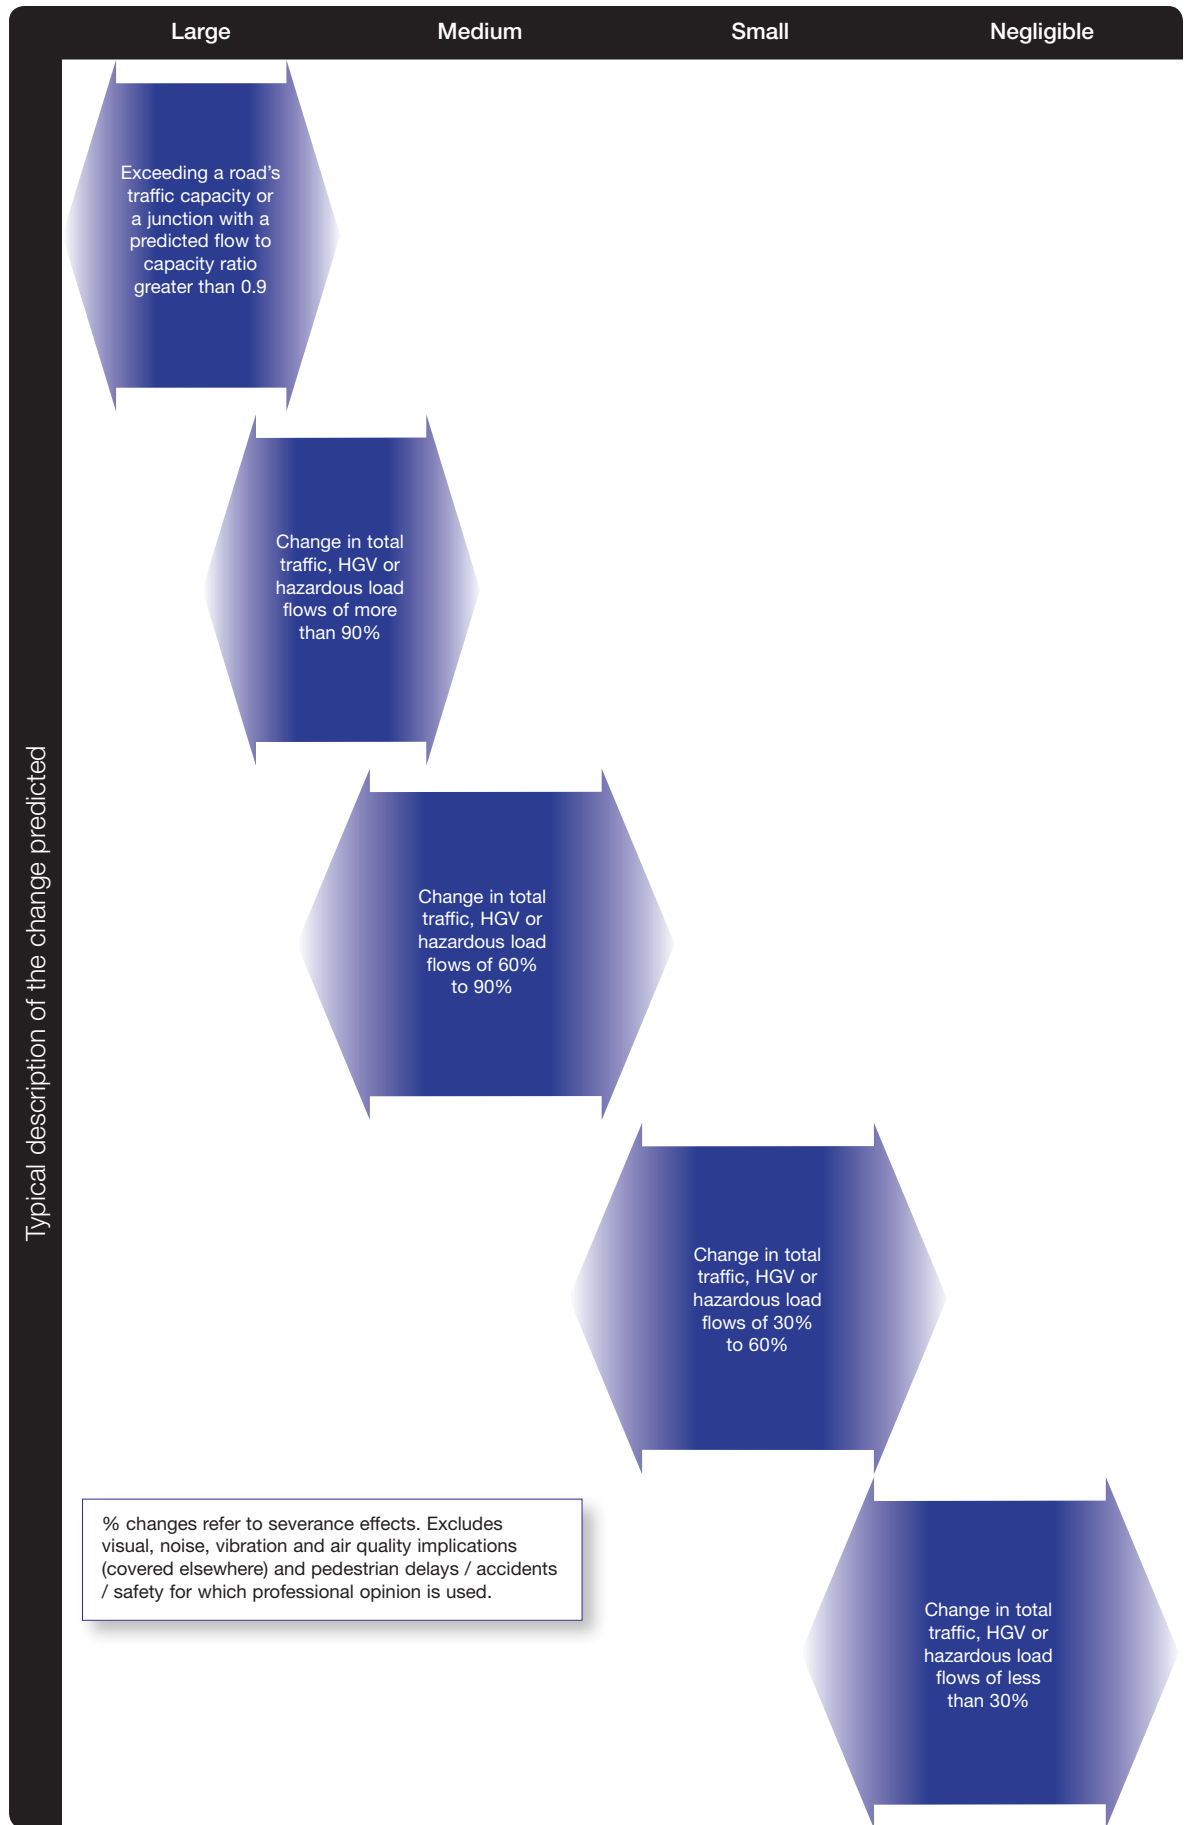 Large Medium Small Negligible
Typical description of the change predicted
Exceeding a road's
traffic capacity or
a junction with a
predicted flow to
capacity ratio
greater than 0.9
Change in total
traffic, HGV or
hazardous load
flows of more
than 90%
Change in total
traffic, HGV or
hazardous load
flows of 60%
to 90%
Change in total
traffic, HGV or
hazardous load
flows of 30%
to 60%
% changes refer to severance effects. Excludes
visual, noise, vibration and air quality implications
(covered elsewhere) and pedestrian delays / accidents
/ safety for which professional opinion is used.
Change in total
traffic, HGV or
hazardous load
flows of less
than 30%